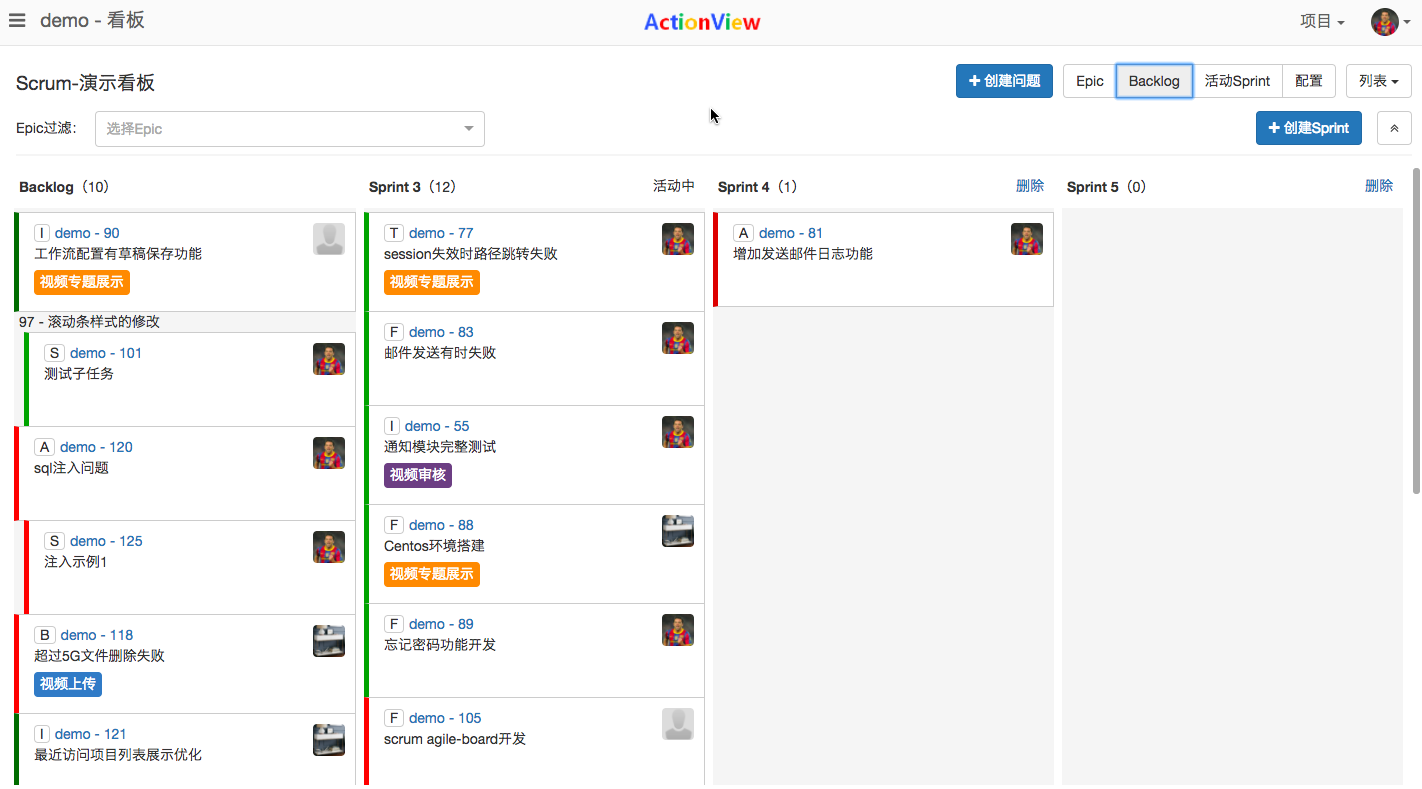 demo - 看板
ActionView
项目
Scrum-演示看板
+ 创建问题
Epic
Backlog
活动Sprint
配置
列表
Epic过滤:
选择Epic
+ 创建Sprint
Backlog（10）
I demo - 90
工作流配置有草稿保存功能
视频专题展示
97 - 滚动条样式的修改
S demo - 101
测试子任务
A demo - 120
sql注入问题
S demo - 125
注入示例1
B demo - 118
超过5G文件删除失败
视频上传
I demo - 121
最近访问项目列表展示优化
Sprint 3（12）
活动中
T demo - 77
session失效时路径跳转失败
视频专题展示
F demo - 83
邮件发送有时失败
I demo - 55
通知模块完整测试
视频审核
F demo - 88
Centos环境搭建
视频专题展示
F demo - 89
忘记密码功能开发
F demo - 105
scrum agile-board开发
Sprint 4（1）
删除
A demo - 81
增加发送邮件日志功能
Sprint 5（0）
删除